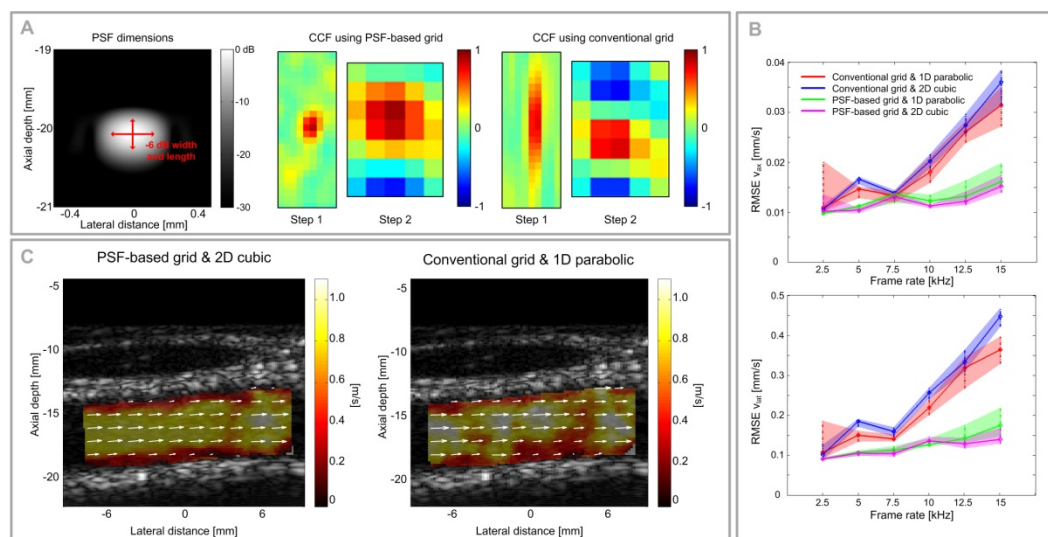 A
PSF dimensions
CCF using PSF-based grid
CCF using conventional grid
-19
-20
-21
Axial depth [mm]
-6 dB width
and length
-0.4
0
0.4
Lateral distance [mm]
0 dB
-10
-20
-30
Step 1
Step 2
1
0
-1
Step 1
Step 2
1
0
-1
B
0.04
0.03
0.02
0.01
0
RMSE vax [mm/s]
Conventional grid & 1D parabolic
Conventional grid & 2D cubic
PSF-based grid & 1D parabolic
PSF-based grid & 2D cubic
2.5
5
7.5
10
12.5
15
Frame rate [kHz]
0.5
0.4
0.3
0.2
0.1
0
RMSE vlat [mm/s]
2.5
5
7.5
10
12.5
15
Frame rate [kHz]
C
PSF-based grid & 2D cubic
Conventional grid & 1D parabolic
-5
-10
-15
-20
Axial depth [mm]
-6
0
6
Lateral distance [mm]
1.0
0.8
0.6
0.4
0.2
0
[m/s]
-5
-10
-15
-20
Axial depth [mm]
-6
0
6
Lateral distance [mm]
1.0
0.8
0.6
0.4
0.2
0
[m/s]